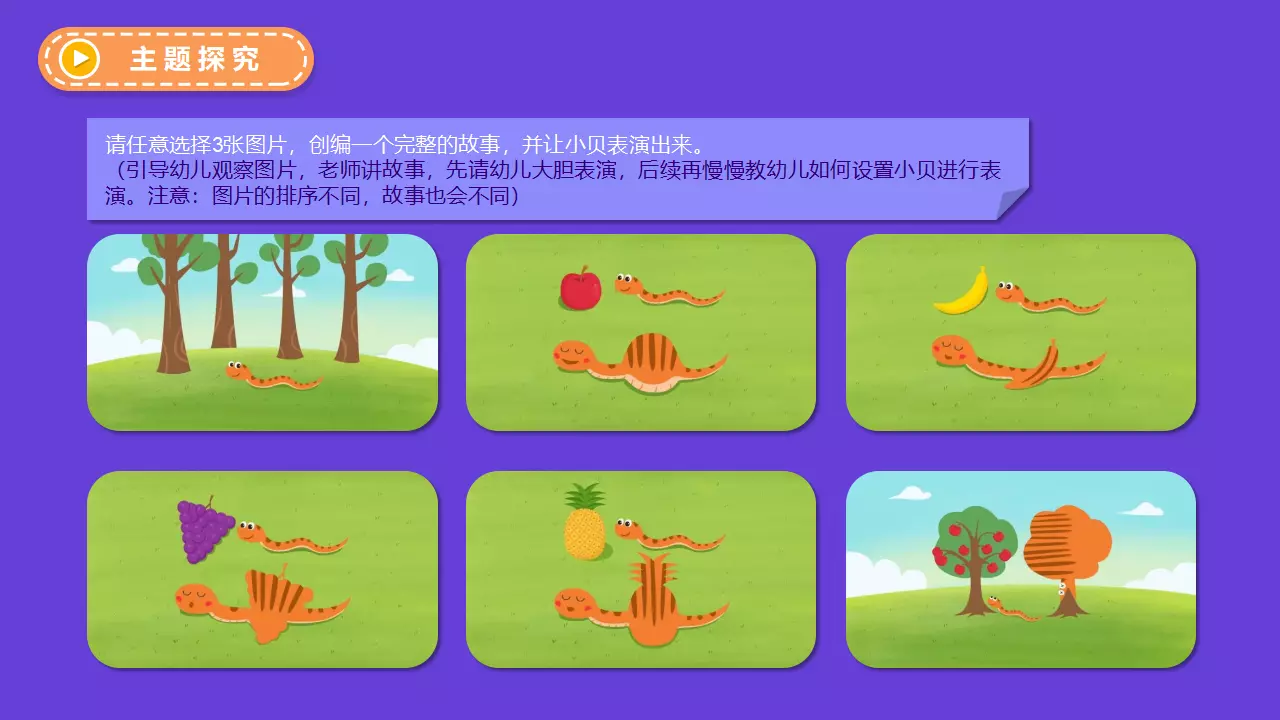 主题探究
请任意选择3张图片，创编一个完整的故事，并让小贝表演出来。
（引导幼儿观察图片，老师讲故事，先请幼儿大胆表演，后续再慢慢教幼儿如何设置小贝进行表
演。注意：图片的排序不同，故事也会不同）